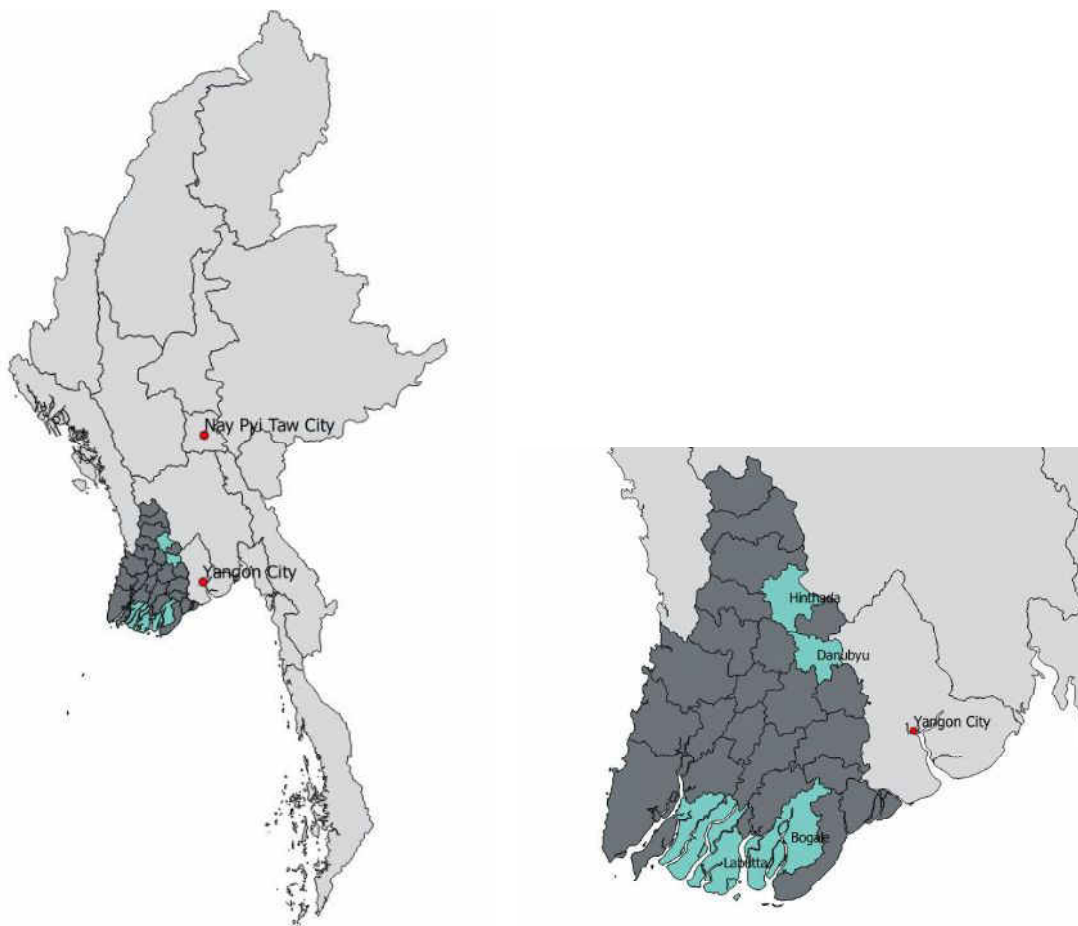 Nay Pyi Taw City
Yangon City
Hinthada
Danubyu
Yangon City
Bogale
Labutta